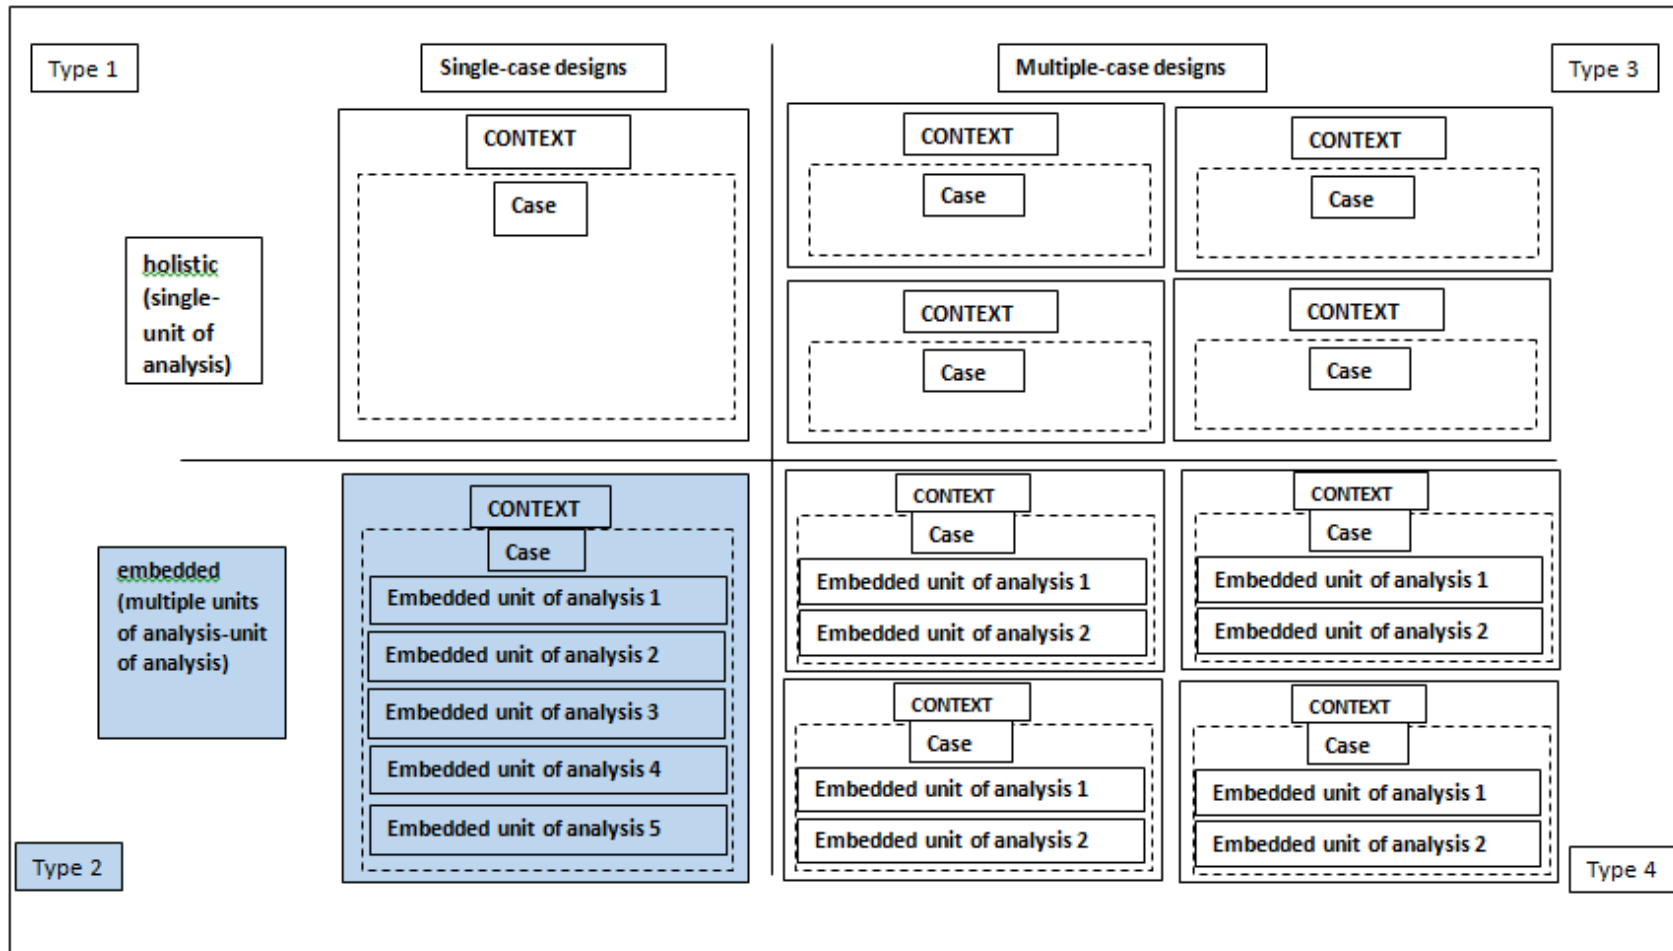 Type 1
Single-case designs
Multiple-case designs
Type 3
CONTEXT
Case
CONTEXT
Case
CONTEXT
Case
holistic
(single-
unit of
analysis)
CONTEXT
Case
CONTEXT
Case
embedded
(multiple units
of analysis-unit
of analysis)
CONTEXT
Case
Embedded unit of analysis 1
Embedded unit of analysis 2
Embedded unit of analysis 3
Embedded unit of analysis 4
Embedded unit of analysis 5
CONTEXT
Case
Embedded unit of analysis 1
Embedded unit of analysis 2
CONTEXT
Case
Embedded unit of analysis 1
Embedded unit of analysis 2
CONTEXT
Case
Embedded unit of analysis 1
Embedded unit of analysis 2
CONTEXT
Case
Embedded unit of analysis 1
Embedded unit of analysis 2
Type 2
Type 4